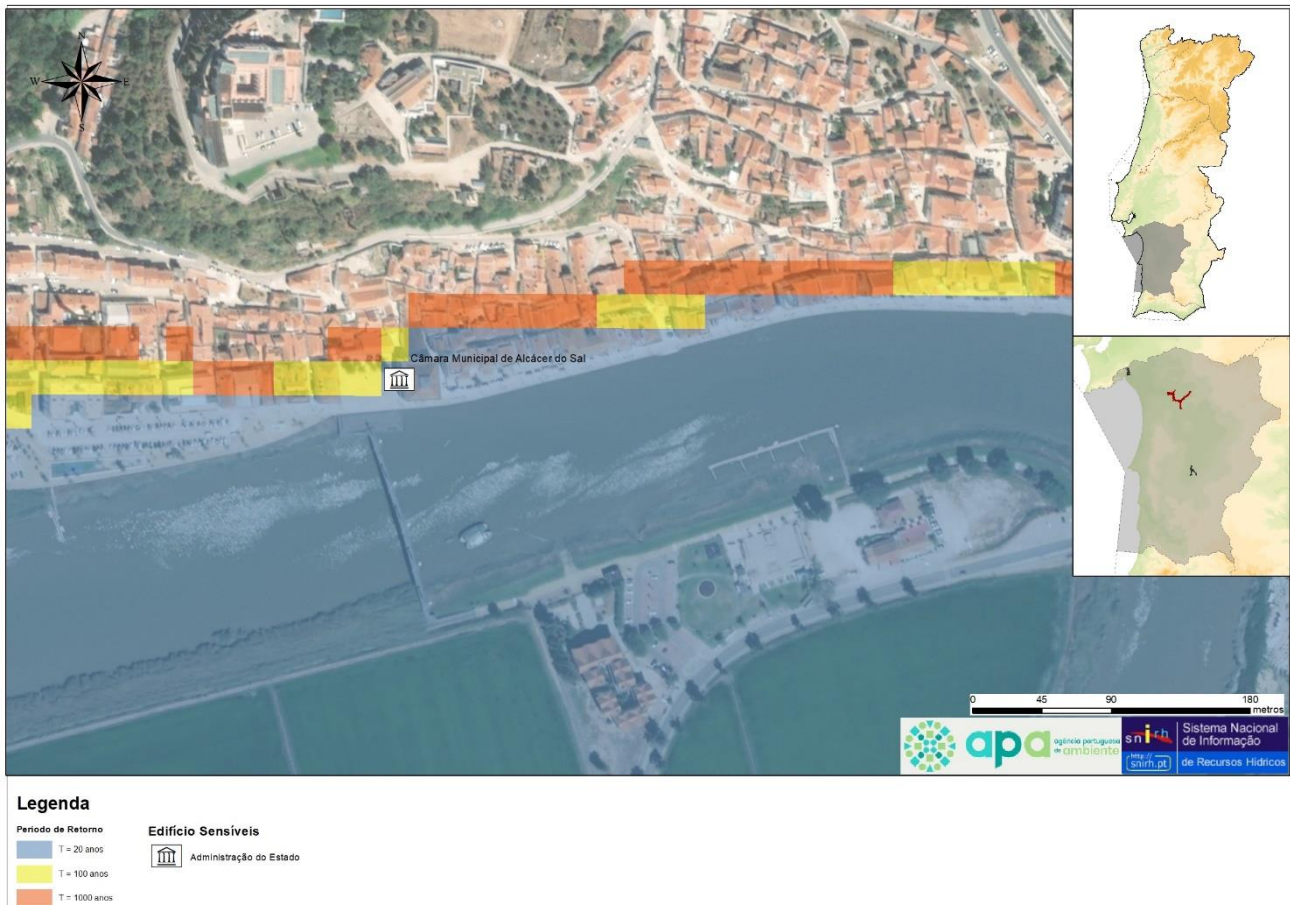 N
W E
S
Câmara Municipal de Alcácer do Sal
0 45 90 180
metros
apa
agência portuguesa
do ambiente
snirh
http://
snirh.pt
Sistema Nacional
de Informação
de Recursos Hídricos
Legenda
Período de Retorno
T = 20 anos
T = 100 anos
T = 1000 anos
Edifício Sensíveis
Administração do Estado